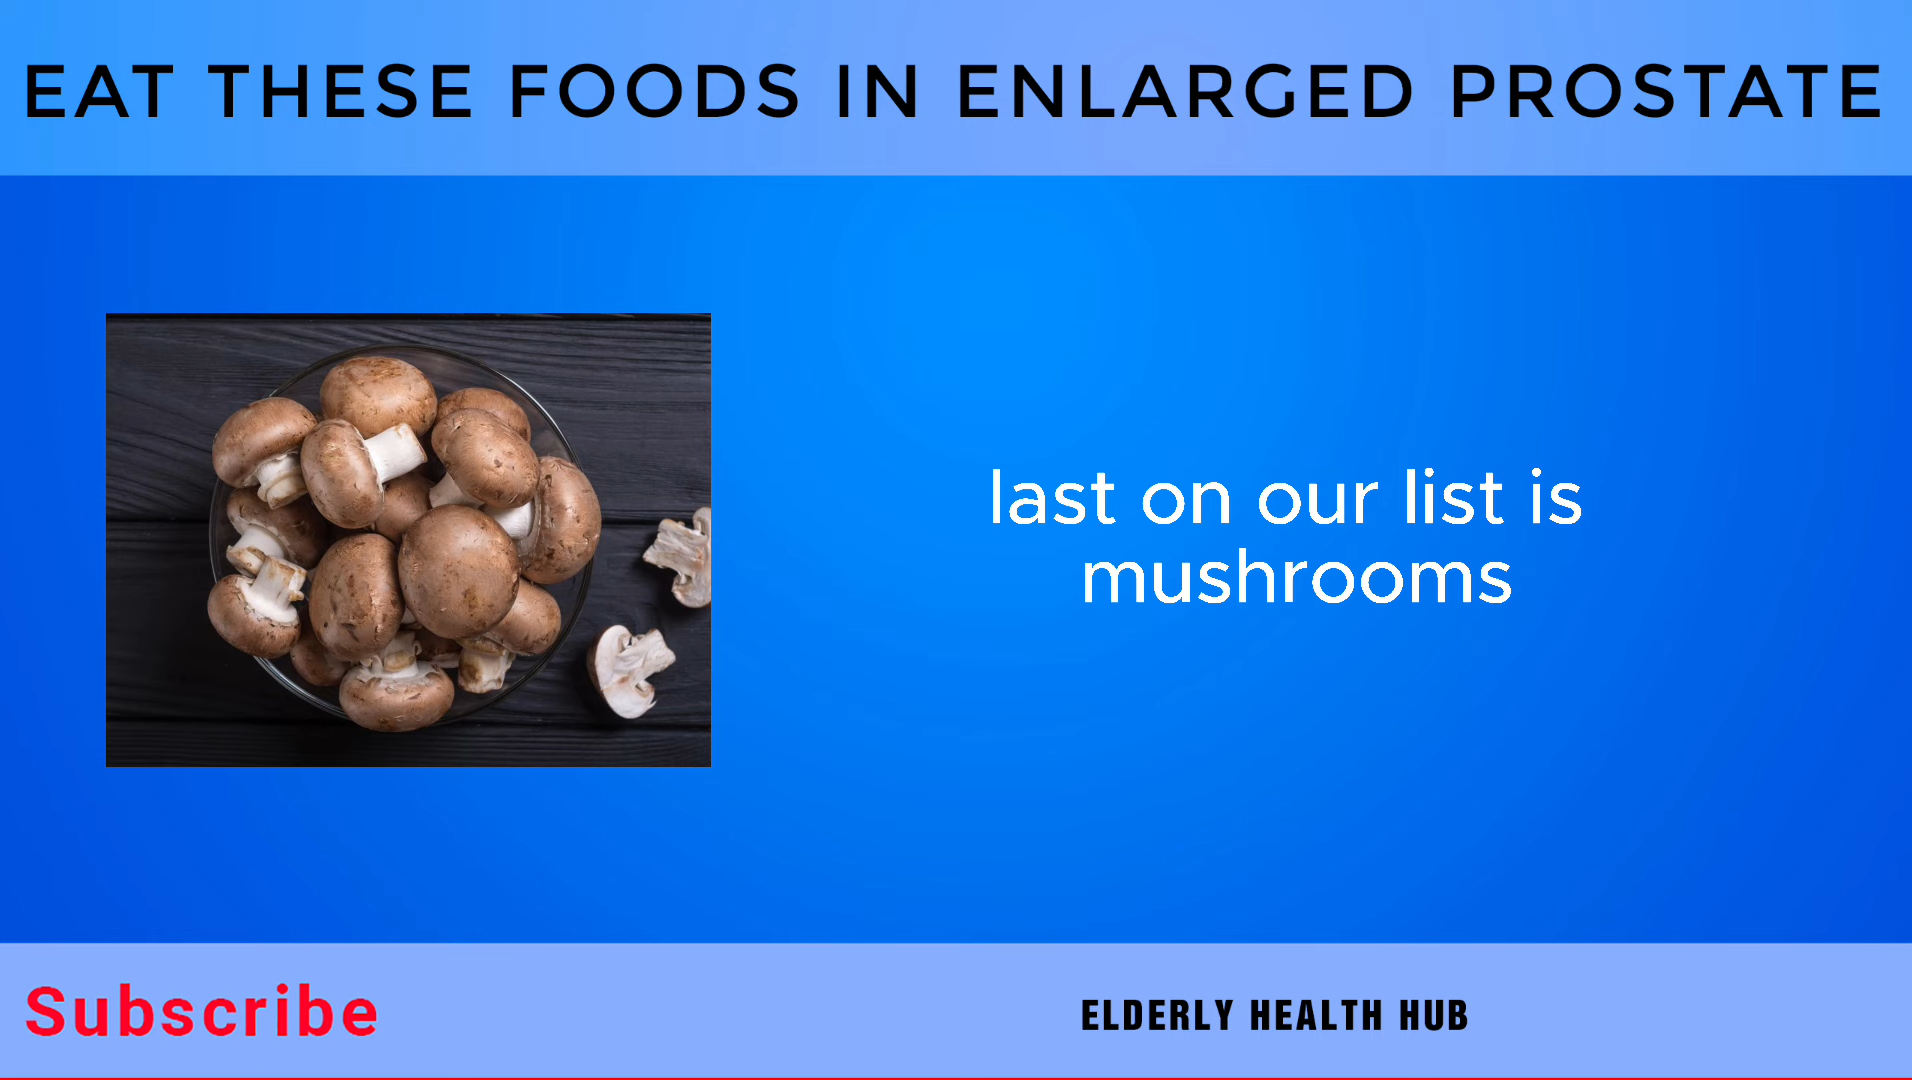 EAT THESE FOODS IN ENLARGED PROSTATE
last on our list is
mushrooms
Subscribe
ELDERLY HEALTH HUB